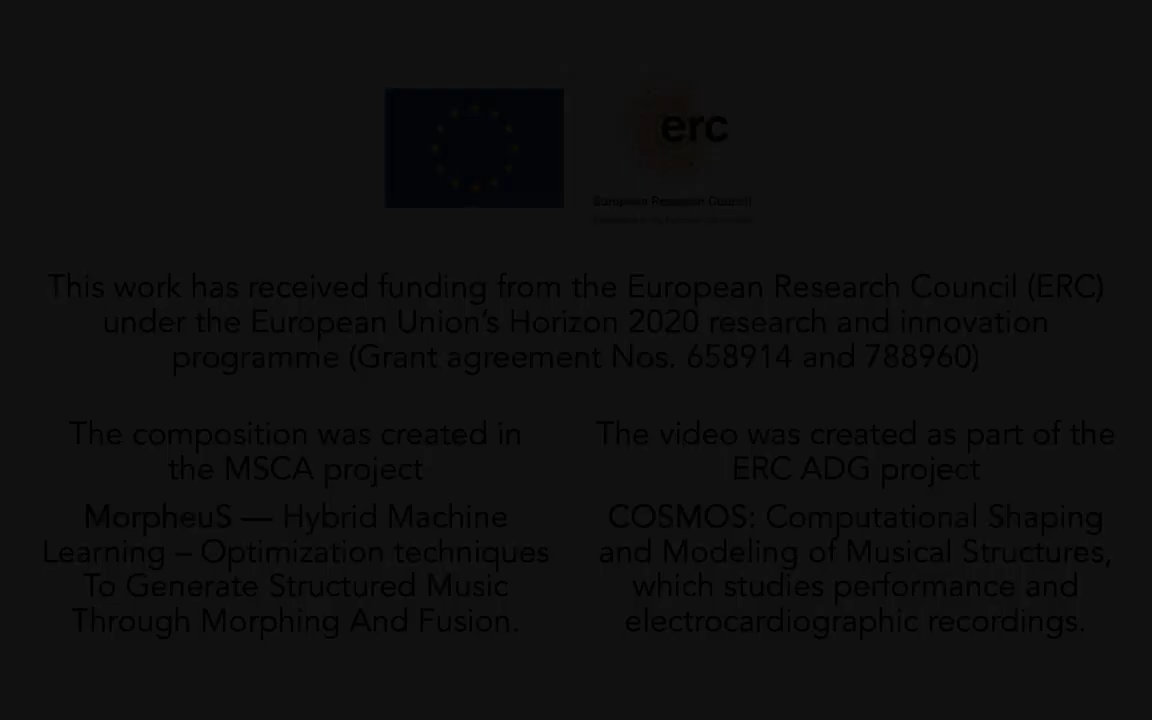 erc
European Research Council
This work has received funding from the European Research Council (ERC)
under the European Union's Horizon 2020 research and innovation
programme (Grant agreement Nos. 658914 and 788960)
The composition was created in
the MSCA project
MorpheuS — Hybrid Machine
Learning – Optimization techniques
To Generate Structured Music
Through Morphing And Fusion.
The video was created as part of the
ERC ADG project
COSMOS: Computational Shaping
and Modeling of Musical Structures,
which studies performance and
electrocardiographic recordings.